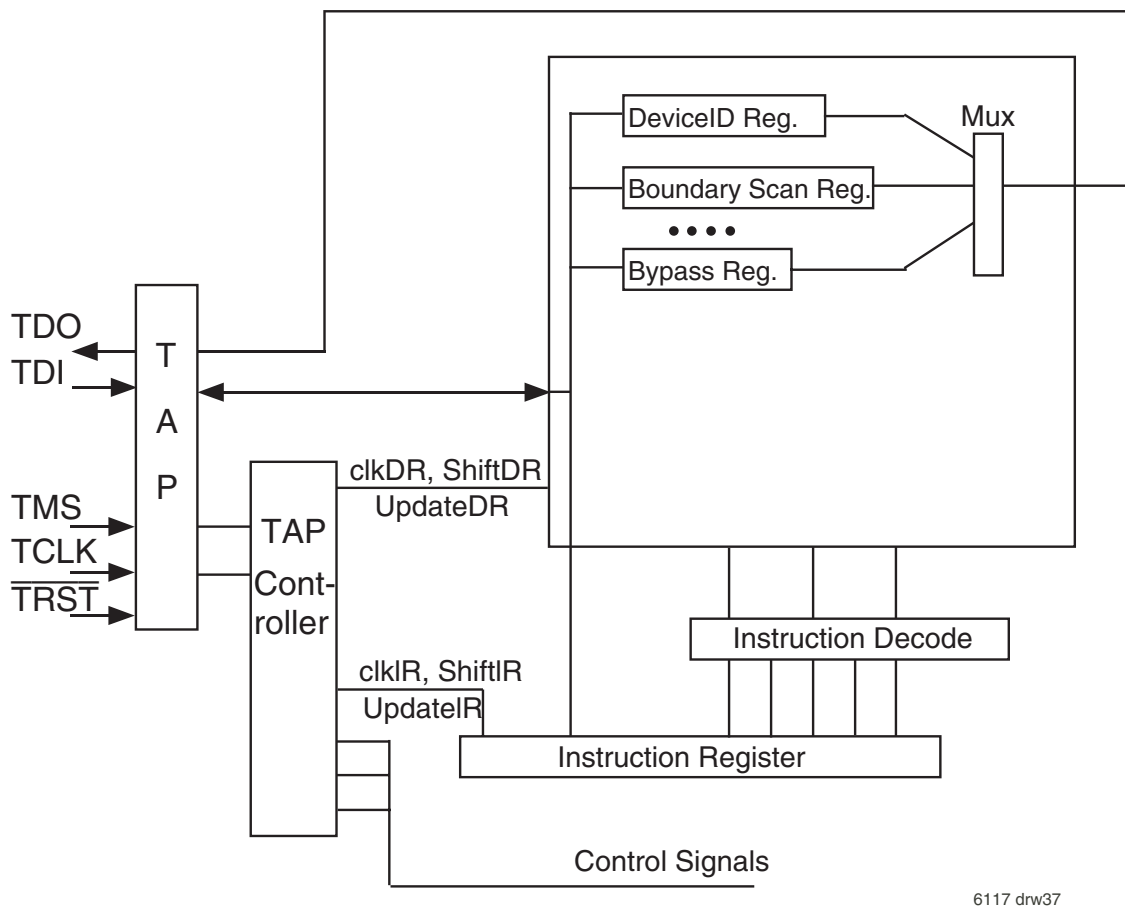 DeviceID Reg.
Mux
Boundary Scan Reg.
Bypass Reg.
TDO
TDI
TMS
TCLK
TRST
T
A
P
TAP
Cont-
roller
clkDR, ShiftDR
UpdateDR
Instruction Decode
clkIR, ShiftIR
UpdateIR
Instruction Register
Control Signals
6117 drw37